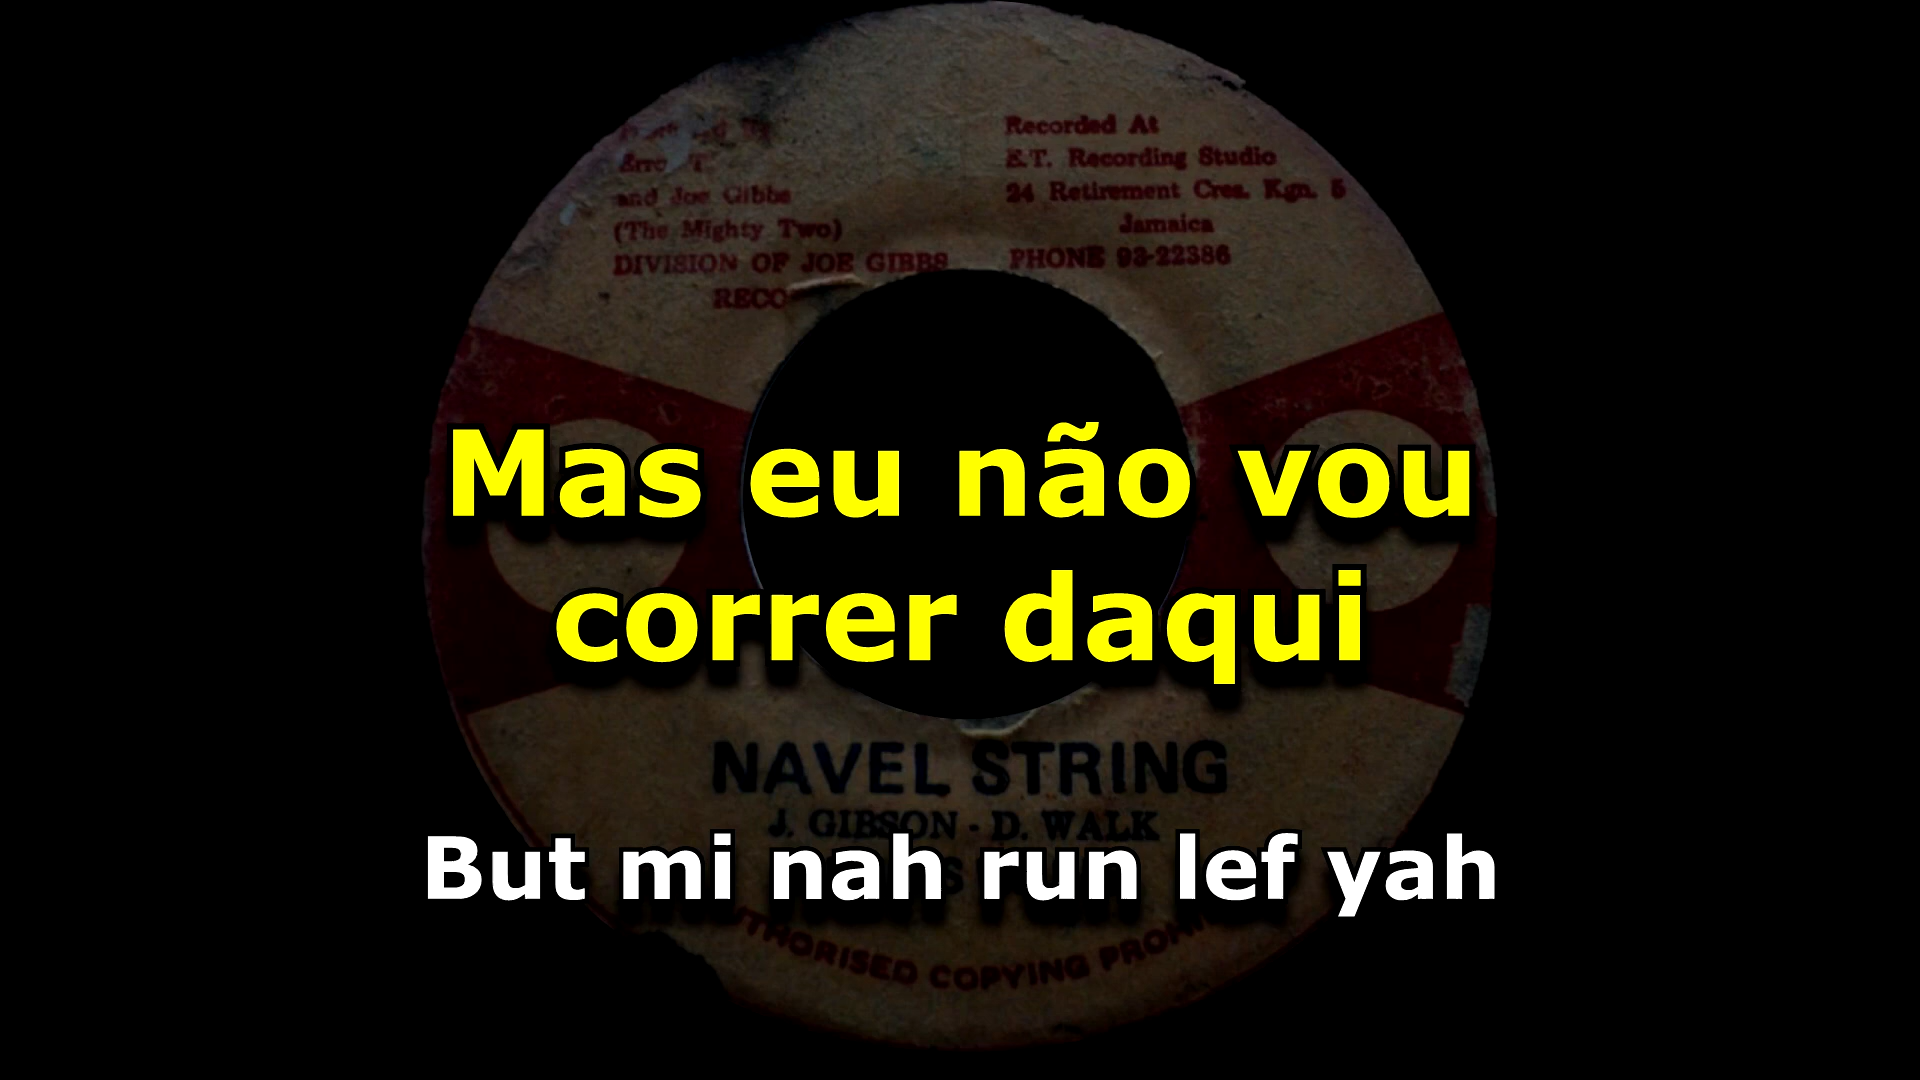 Recorded At
E.T. Recording Studio
24 Retirement Cres. Kgn. 5
Jamaica
PHONE 93-22386
and Joe Gibbs
(The Mighty Two)
DIVISION OF JOE GIBBS
Mas eu não vou
correr daqui
NAVEL STRING
J. GIBSON - D. WALK
But mi nah run lef yah
COPYING